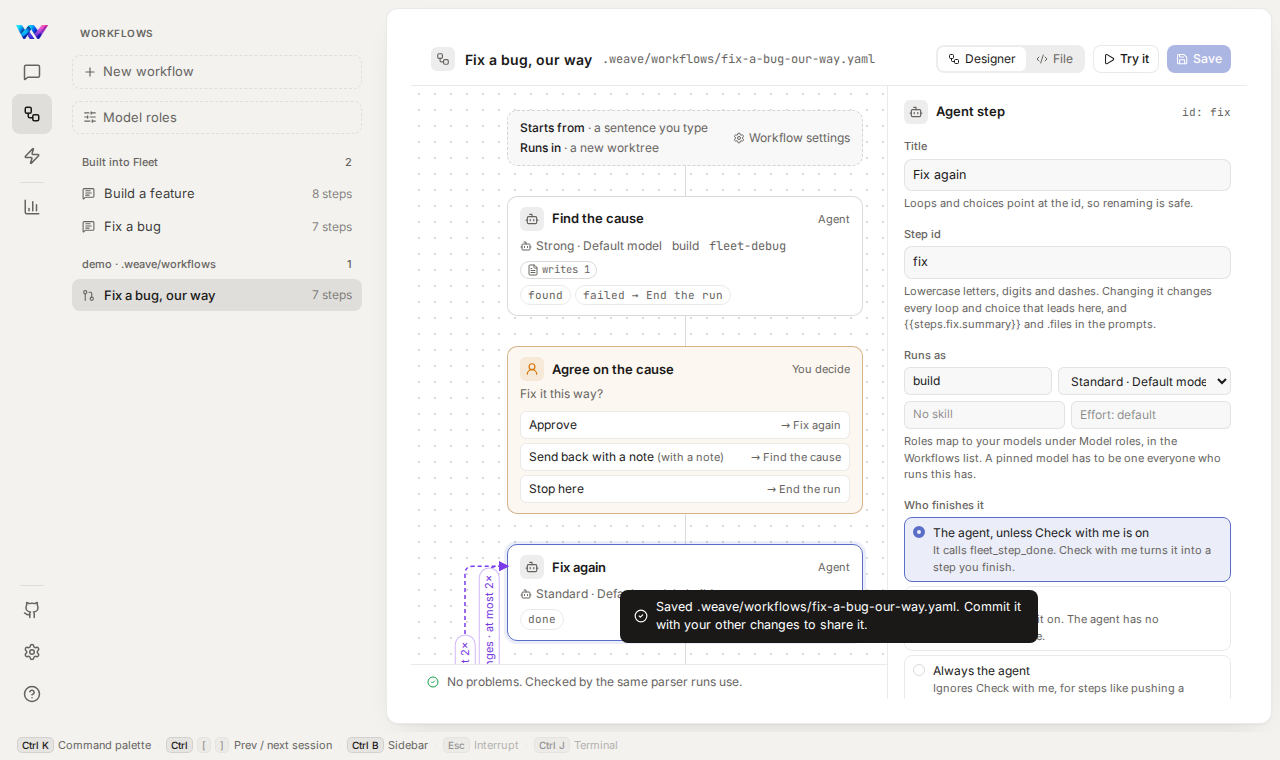 WORKFLOWS
New workflow
Model roles
Built into Fleet 2
Build a feature 8 steps
Fix a bug 7 steps
demo · .weave/workflows 1
Fix a bug, our way 7 steps
Fix a bug, our way .weave/workflows/fix-a-bug-our-way.yaml
Designer File Try it Save
Starts from · a sentence you type
Runs in · a new worktree
Workflow settings
Find the cause Agent
Strong · Default model build fleet-debug
writes 1
found failed → End the run
Agree on the cause You decide
Fix it this way?
Approve → Fix again
Send back with a note (with a note) → Find the cause
Stop here → End the run
Fix again Agent
Standard ·
done
t 2×
nges · at most 2×
No problems. Checked by the same parser runs use.
Agent step id: fix
Title
Fix again
Loops and choices point at the id, so renaming is safe.
Step id
fix
Lowercase letters, digits and dashes. Changing it changes
every loop and choice that leads here, and
{{steps.fix.summary}} and .files in the prompts.
Runs as
build Standard · Default mode
No skill Effort: default
Roles map to your models under Model roles, in the
Workflows list. A pinned model has to be one everyone who
runs this has.
Who finishes it
The agent, unless Check with me is on
It calls fleet_step_done. Check with me turns it into a
step you finish.
it on. The agent has no
Always the agent
Ignores Check with me, for steps like pushing a
Saved .weave/workflows/fix-a-bug-our-way.yaml. Commit it
with your other changes to share it.
Ctrl K Command palette Ctrl [ ] Prev / next session Ctrl B Sidebar Esc Interrupt Ctrl J Terminal